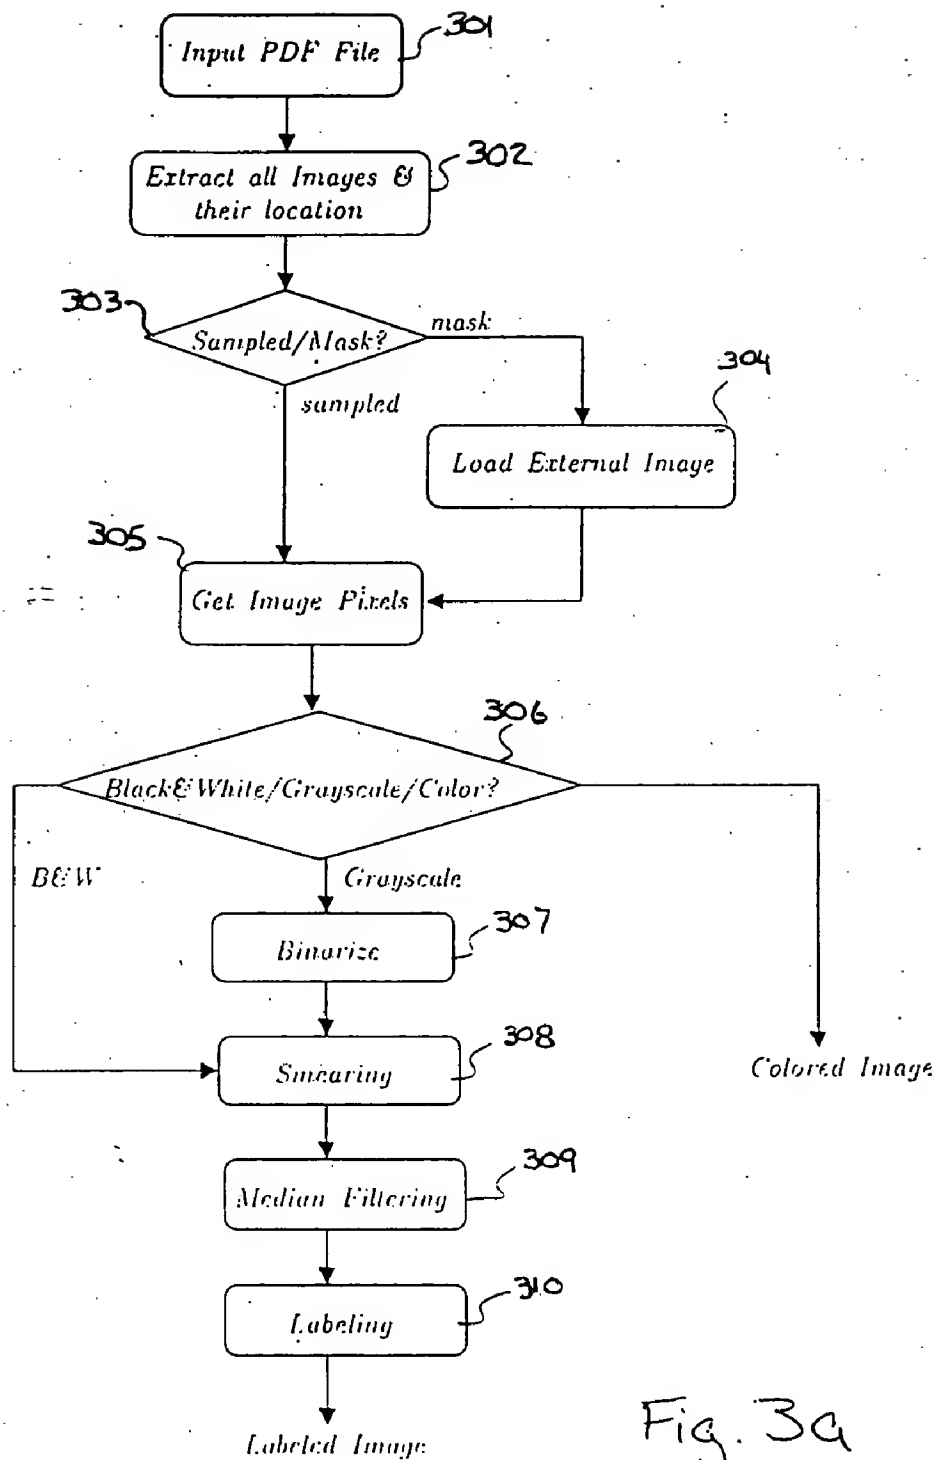 301
Input PDF File
302
Extract all Images &
their location
303
Sampled/Mask?
mask
sampled
304
Load External Image
305
Get Image Pixels
306
Black&White/Grayscale/Color?
B&W
Grayscale
307
Binarize
308
Smearing
Colored Image
309
Median Filtering
310
Labeling
Labeled Image
Fig. 3a